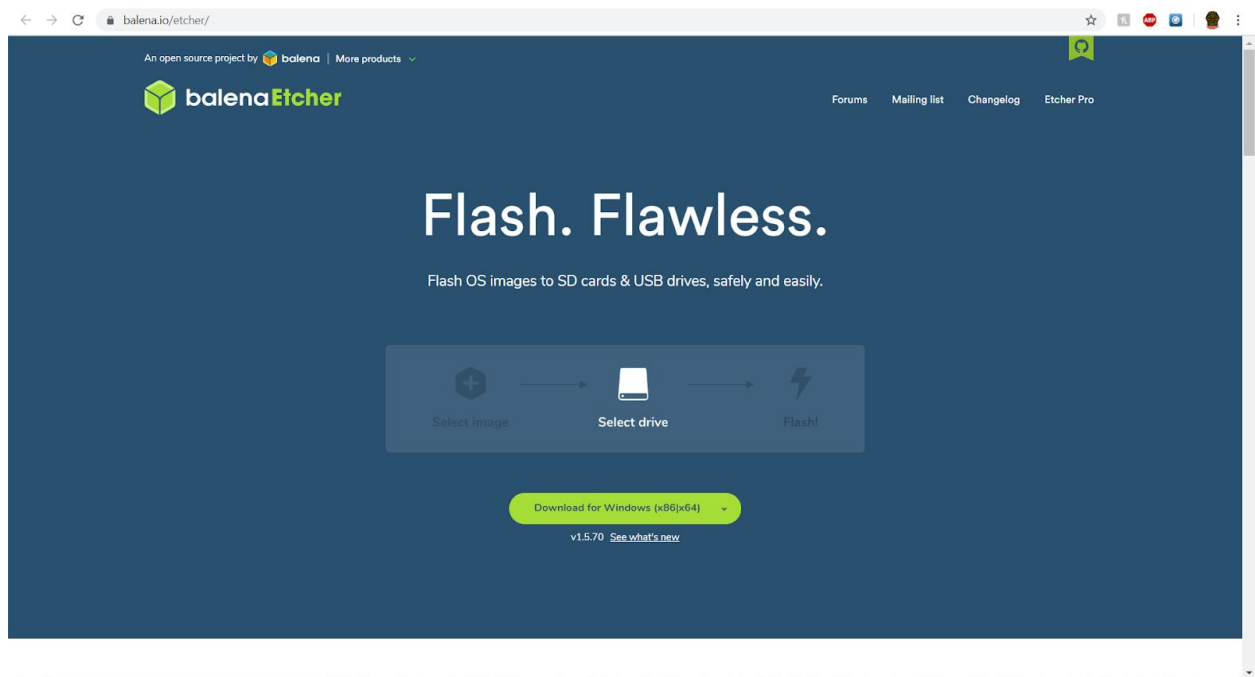 balena.io/etcher/
ABP
An open source project by balena | More products
balenaEtcher
Forums Mailing list Changelog Etcher Pro
Flash. Flawless.
Flash OS images to SD cards & USB drives, safely and easily.
Select image Select drive Flash!
Download for Windows (x86|x64)
v1.5.70 See what's new